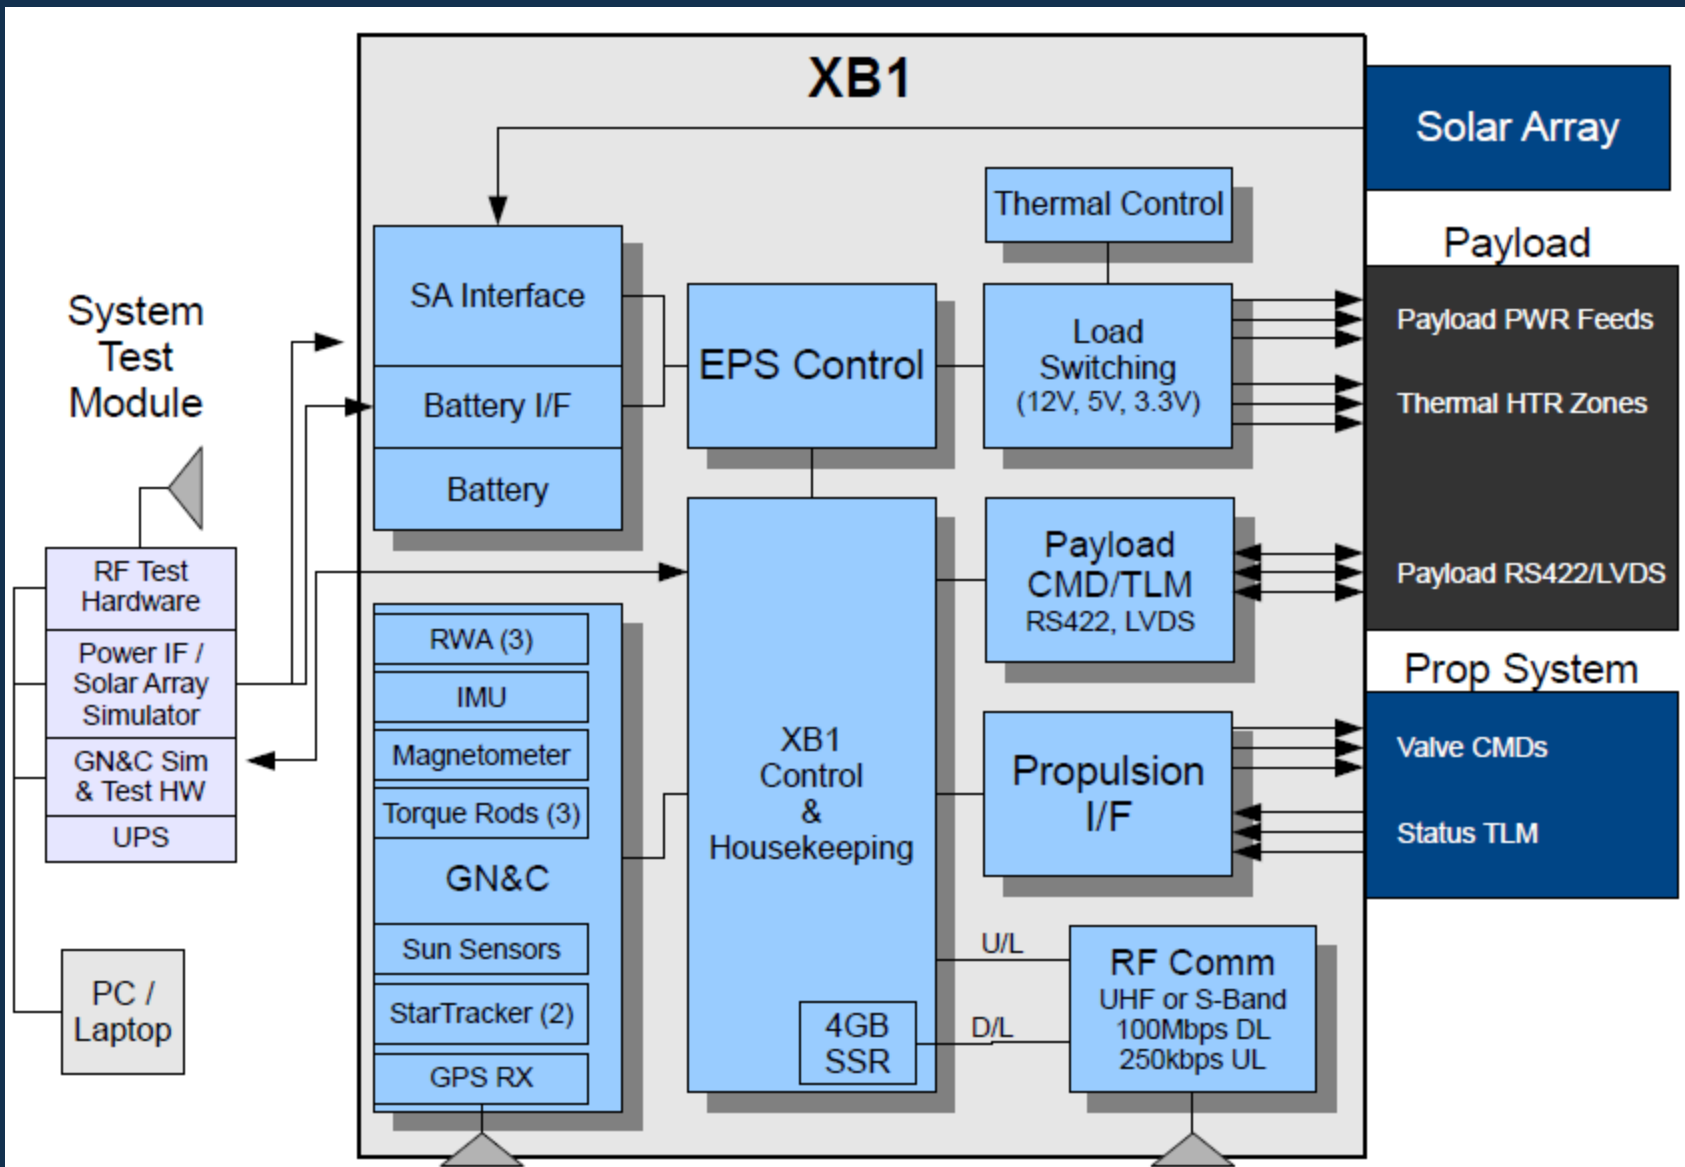 XB1
Solar Array
Thermal Control
Payload
SA Interface
System
Test
Module
EPS Control
Load
Switching
(12V, 5V, 3.3V)
Payload PWR Feeds
Battery I/F
Thermal HTR Zones
Battery
RF Test
Hardware
Payload
CMD/TLM
RS422, LVDS
Payload RS422/LVDS
Power IF /
Solar Array
Simulator
RWA (3)
IMU
Prop System
GN&C Sim
& Test HW
Magnetometer
XB1
Control
&
Housekeeping
Propulsion
I/F
Valve CMDs
UPS
Torque Rods (3)
Status TLM
GN&C
Sun Sensors
U/L
RF Comm
UHF or S-Band
100Mbps DL
250kbps UL
PC /
Laptop
StarTracker (2)
4GB
SSR
D/L
GPS RX